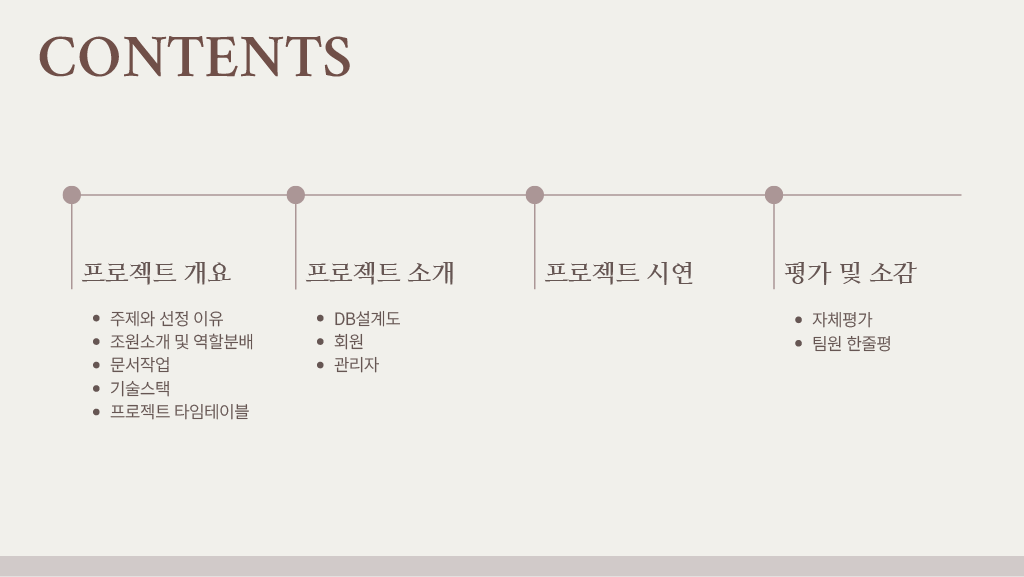 CONTENTS
프로젝트 개요
주제와 선정 이유
조원소개 및 역할분배
문서작업
기술스택
프로젝트 타임테이블
프로젝트 소개
DB설계도
회원
관리자
프로젝트 시연
평가 및 소감
자체평가
팀원 한줄평